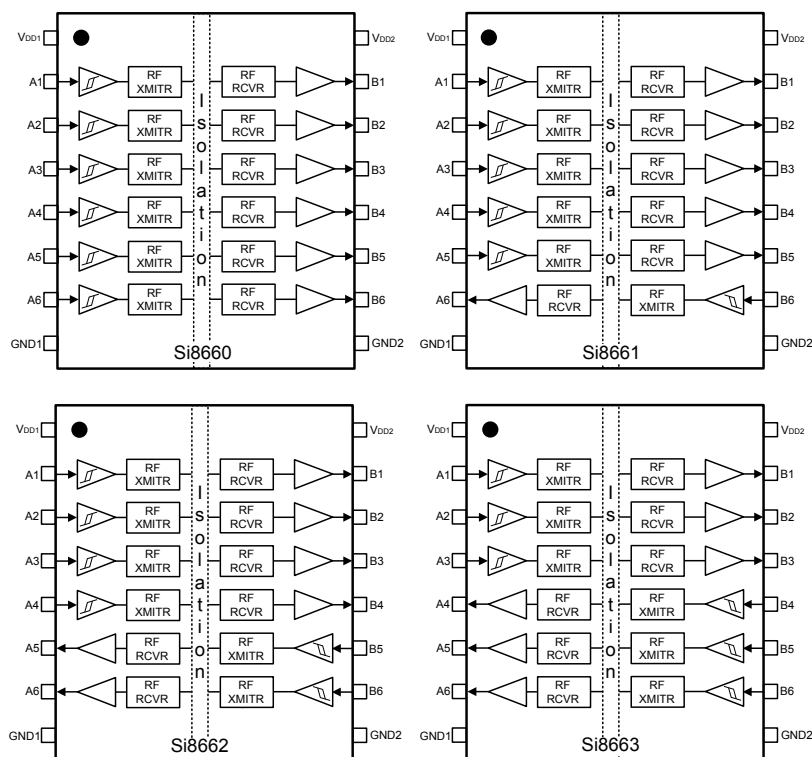 VDD1 VDD2
A1 RF XMITR RF RCVR B1
A2 RF XMITR RF RCVR B2
A3 RF XMITR RF RCVR B3
A4 RF XMITR RF RCVR B4
A5 RF XMITR RF RCVR B5
A6 RF XMITR RF RCVR B6
Isolation
GND1 GND2
Si8660
VDD1 VDD2
A1 RF XMITR RF RCVR B1
A2 RF XMITR RF RCVR B2
A3 RF XMITR RF RCVR B3
A4 RF XMITR RF RCVR B4
A5 RF XMITR RF RCVR B5
A6 RF RCVR RF XMITR B6
Isolation
GND1 GND2
Si8661
VDD1 VDD2
A1 RF XMITR RF RCVR B1
A2 RF XMITR RF RCVR B2
A3 RF XMITR RF RCVR B3
A4 RF XMITR RF RCVR B4
A5 RF RCVR RF XMITR B5
A6 RF RCVR RF XMITR B6
Isolation
GND1 GND2
Si8662
VDD1 VDD2
A1 RF XMITR RF RCVR B1
A2 RF XMITR RF RCVR B2
A3 RF XMITR RF RCVR B3
A4 RF RCVR RF XMITR B4
A5 RF RCVR RF XMITR B5
A6 RF RCVR RF XMITR B6
Isolation
GND1 GND2
Si8663